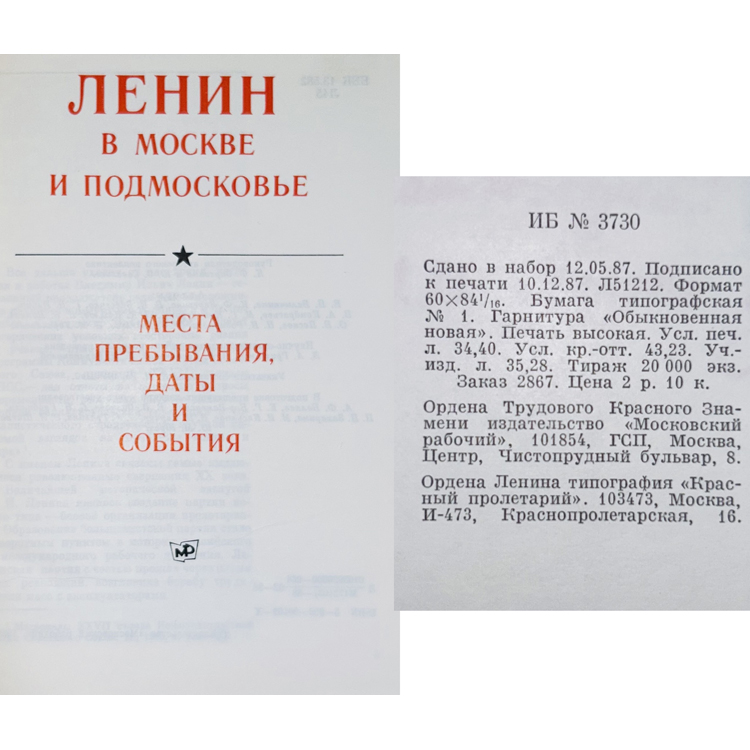 ЛЕНИН
В МОСКВЕ
И ПОДМОСКОВЬЕ
МЕСТА
ПРЕБЫВАНИЯ,
ДАТЫ
И
СОБЫТИЯ
МР
ИБ № 3730
Сдано в набор 12.05.87. Подписано
к печати 10.12.87. Л51212. Формат
60×84¹/₁₆. Бумага типографская
№ 1. Гарнитура «Обыкновенная
новая». Печать высокая. Усл. печ.
л. 34,40. Усл. кр.-отт. 43,23. Уч.-
изд. л. 35,28. Тираж 20 000 экз.
Заказ 2867. Цена 2 р. 10 к.
Ордена Трудового Красного Зна-
мени издательство «Московский
рабочий», 101854, ГСП, Москва,
Центр, Чистопрудный бульвар, 8.
Ордена Ленина типография «Крас-
ный пролетарий». 103473, Москва,
И-473, Краснопролетарская, 16.